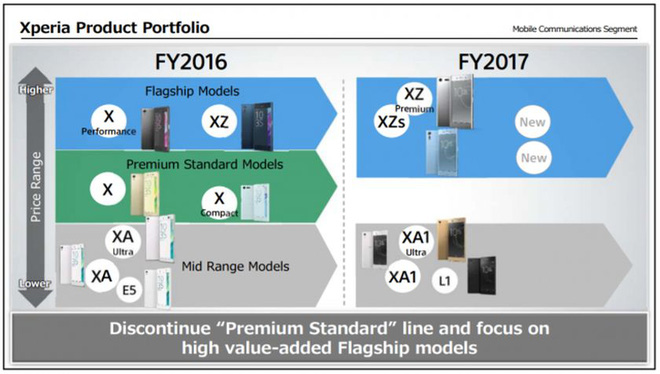 Xperia Product Portfolio
Mobile Communications Segment
FY2016
FY2017
Higher
Price Range
Lower
Flagship Models
X
Performance
XZ
Premium Standard Models
X
X
Compact
XA
Ultra
XA
E5
Mid Range Models
XZ
Premium
XZs
New
New
XA1
Ultra
XA1
L1
Discontinue “Premium Standard” line and focus on
high value-added Flagship models